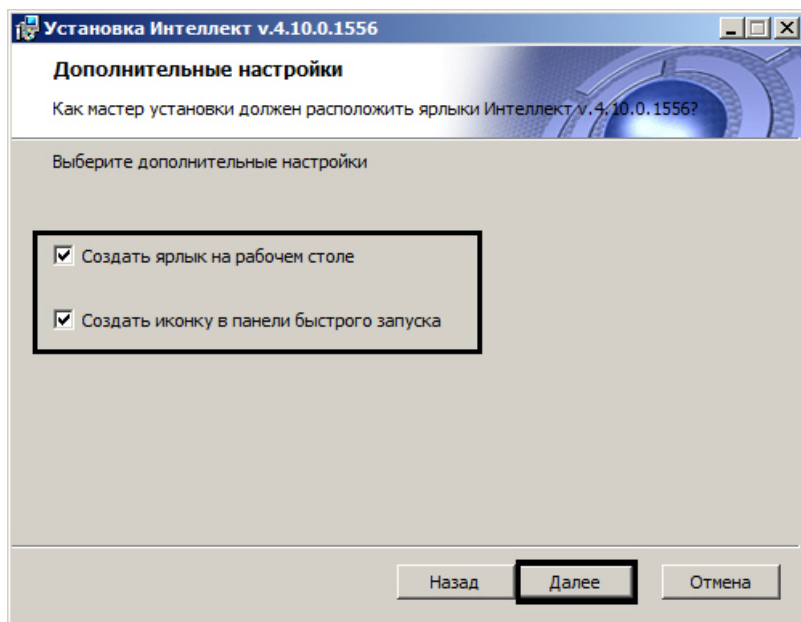 Установка Интеллект v.4.10.0.1556
Дополнительные настройки
Как мастер установки должен расположить ярлыки Интеллект v.4.10.0.1556?
Выберите дополнительные настройки
Создать ярлык на рабочем столе
Создать иконку в панели быстрого запуска
Назад Далее Отмена